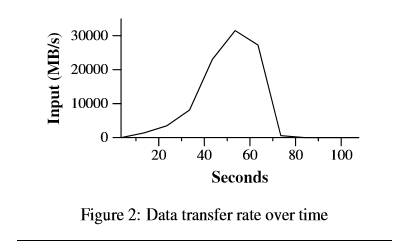 Input (MB/s)
30000
20000
10000
0
20 40 60 80 100
Seconds
Figure 2: Data transfer rate over time